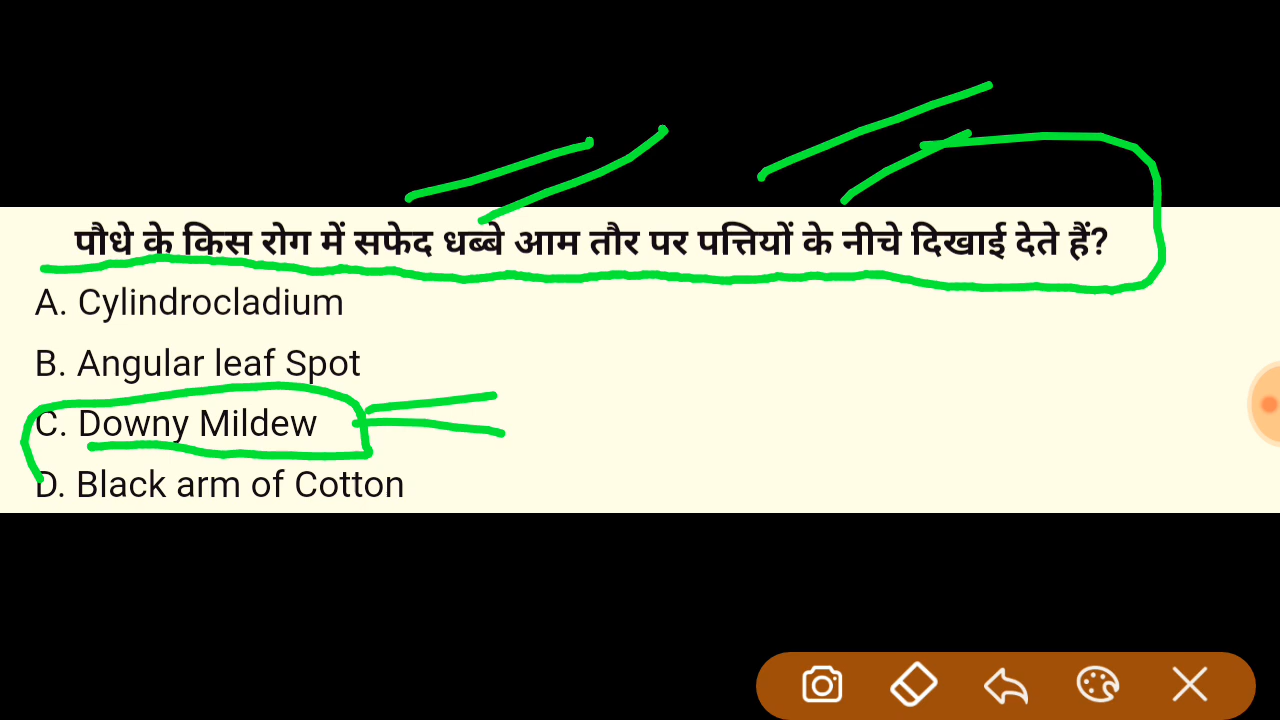 पौधे के किस रोग में सफेद धब्बे आम तौर पर पत्तियों के नीचे दिखाई देते हैं?
A. Cylindrocladium
B. Angular leaf Spot
C. Downy Mildew
D. Black arm of Cotton